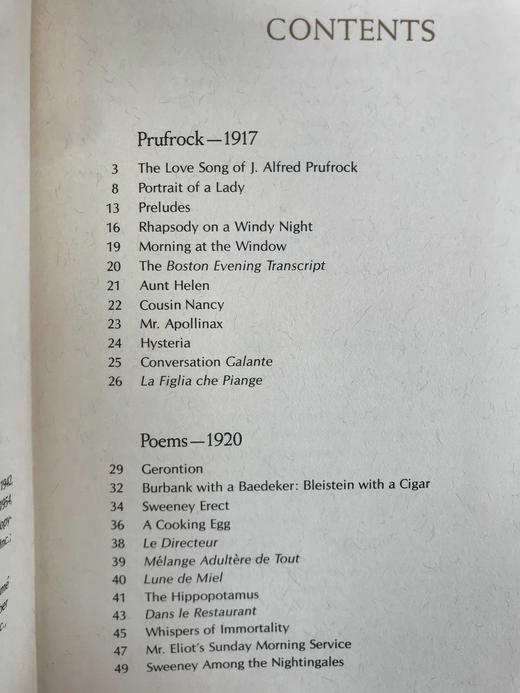 CONTENTS
Prufrock—1917
3 The Love Song of J. Alfred Prufrock
8 Portrait of a Lady
13 Preludes
16 Rhapsody on a Windy Night
19 Morning at the Window
20 The Boston Evening Transcript
21 Aunt Helen
22 Cousin Nancy
23 Mr. Apollinax
24 Hysteria
25 Conversation Galante
26 La Figlia che Piange
Poems—1920
29 Gerontion
32 Burbank with a Baedeker: Bleistein with a Cigar
34 Sweeney Erect
36 A Cooking Egg
38 Le Directeur
39 Mélange Adultère de Tout
40 Lune de Miel
41 The Hippopotamus
43 Dans le Restaurant
45 Whispers of Immortality
47 Mr. Eliot's Sunday Morning Service
49 Sweeney Among the Nightingales
1942
1954